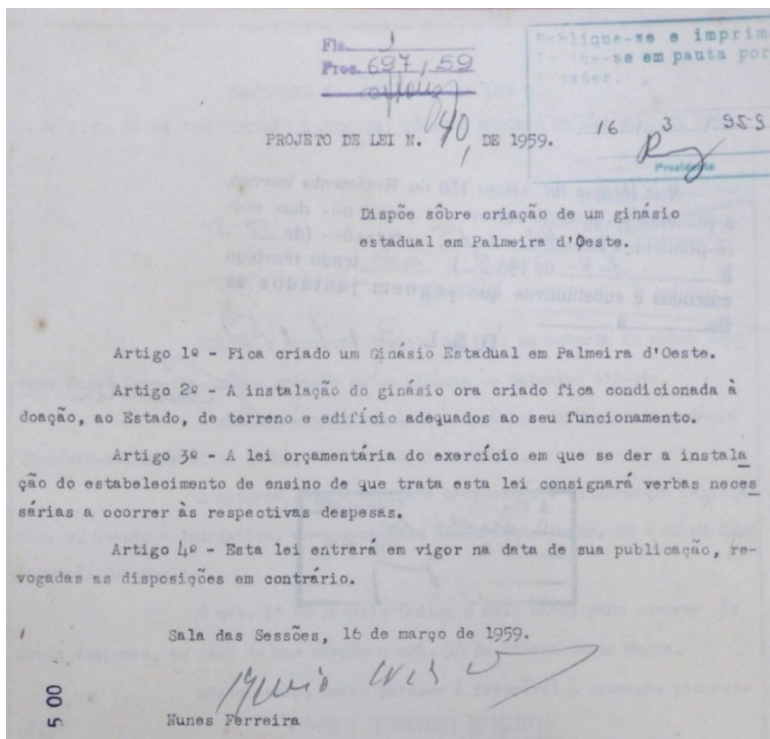 Fls. 1
Proc. 697/59
Publique-se e imprim
se em pauta por
sões.
16 3 959
Presidente
PROJETO DE LEI N. 40, DE 1959.
Dispõe sôbre criação de um ginásio
estadual em Palmeira d'Oeste.
Artigo 1º - Fica criado um Ginásio Estadual em Palmeira d'Oeste.
Artigo 2º - A instalação do ginásio ora criado fica condicionada à
doação, ao Estado, de terreno e edifício adequados ao seu funcionamento.
Artigo 3º - A lei orçamentária do exercício em que se der a instala
ção do estabelecimento de ensino de que trata esta lei consignará verbas neces
sárias a ocorrer às respectivas despesas.
Artigo 4º - Esta lei entrará em vigor na data de sua publicação, re-
vogadas as disposições em contrário.
Sala das Sessões, 16 de março de 1959.
Nunes Ferreira
5 00